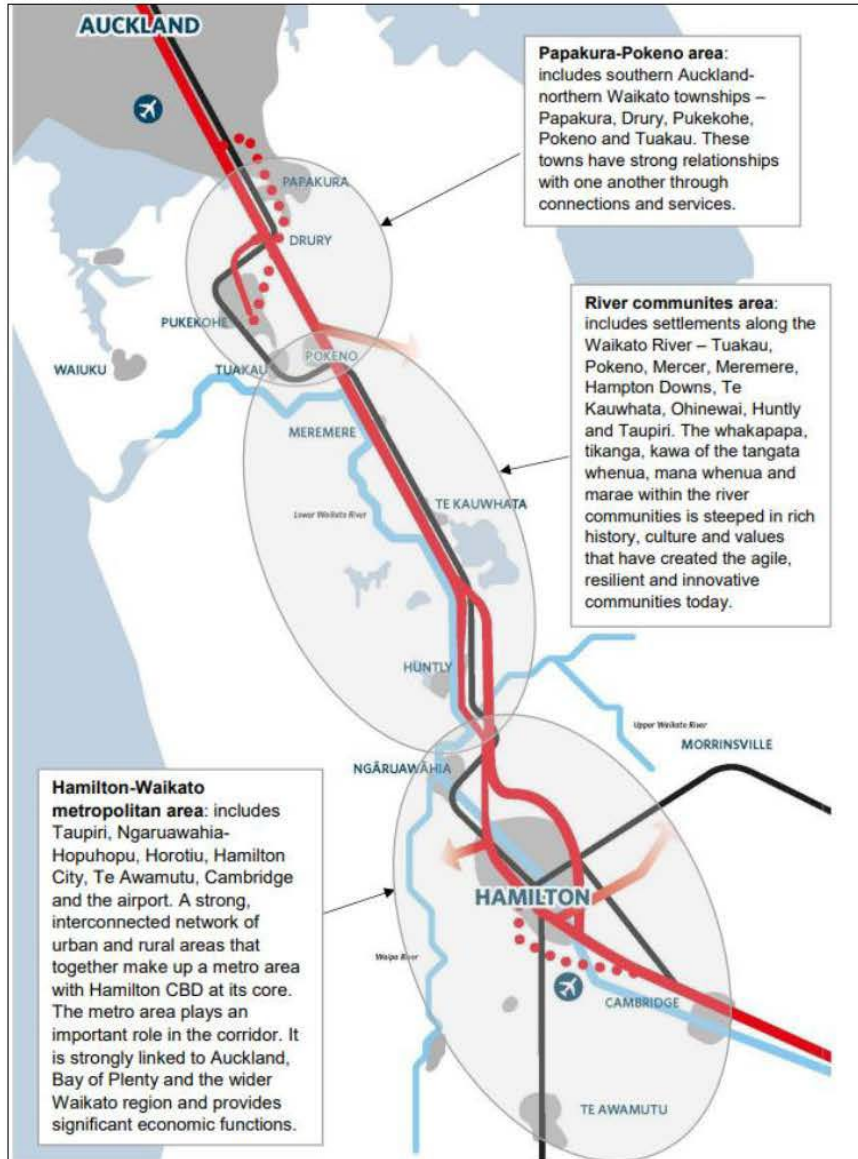 AUCKLAND
Papakura-Pokeno area:
includes southern Auckland-
northern Waikato townships –
Papakura, Drury, Pukekohe,
Pokeno and Tuakau. These
towns have strong relationships
with one another through
connections and services.
PAPAKURA
DRURY
PUKEKOHE
WAIUKU
TUAKAU
POKENO
River communites area:
includes settlements along the
Waikato River – Tuakau,
Pokeno, Mercer, Meremere,
Hampton Downs, Te
Kauwhata, Ohinewai, Huntly
and Taupiri. The whakapapa,
tikanga, kawa of the tangata
whenua, mana whenua and
marae within the river
communities is steeped in rich
history, culture and values
that have created the agile,
resilient and innovative
communities today.
MEREMERE
TE KAUWHATA
Lower Waikato River
HŪNTLY
Upper Waikato River
MORRINSVILLE
NGĀRUAWĀHIA
Hamilton-Waikato
metropolitan area: includes
Taupiri, Ngaruawahia-
Hopuhopu, Horotiu, Hamilton
City, Te Awamutu, Cambridge
and the airport. A strong,
interconnected network of
urban and rural areas that
together make up a metro area
with Hamilton CBD at its core.
The metro area plays an
important role in the corridor. It
is strongly linked to Auckland,
Bay of Plenty and the wider
Waikato region and provides
significant economic functions.
HAMILTON
Waipa River
CAMBRIDGE
TE AWAMUTU